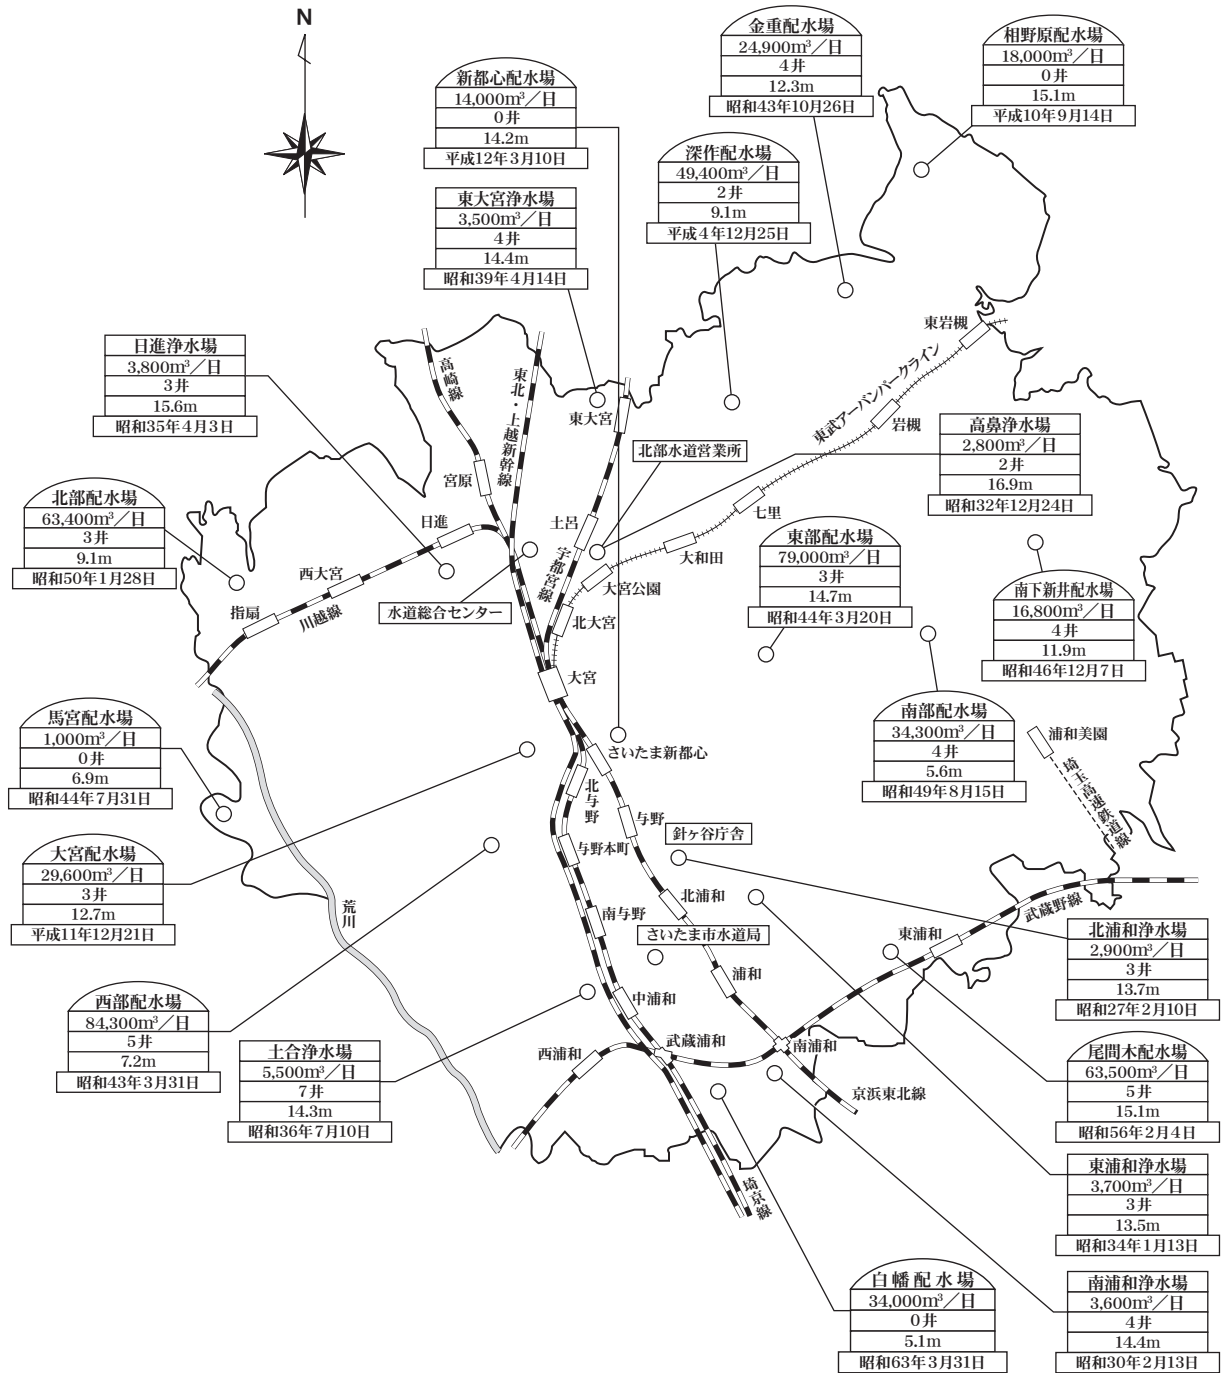 N
金重配水場
24,900m³／日
4井
12.3m
昭和43年10月26日
相野原配水場
18,000m³／日
0井
15.1m
平成10年9月14日
新都心配水場
14,000m³／日
0井
14.2m
平成12年3月10日
深作配水場
49,400m³／日
2井
9.1m
平成4年12月25日
東大宮浄水場
3,500m³／日
4井
14.4m
昭和39年4月14日
日進浄水場
3,800m³／日
3井
15.6m
昭和35年4月3日
高崎線
東北・上越新幹線
東大宮
東岩槻
東武アーバンパークライン
岩槻
北部水道営業所
高鼻浄水場
2,800m³／日
2井
16.9m
昭和32年12月24日
北部配水場
63,400m³／日
3井
9.1m
昭和50年1月28日
宮原
日進
土呂
七里
大和田
東部配水場
79,000m³／日
3井
14.7m
昭和44年3月20日
西大宮
指扇
川越線
水道総合センター
宇都宮線
大宮公園
北大宮
大宮
南下新井配水場
16,800m³／日
4井
11.9m
昭和46年12月7日
馬宮配水場
1,000m³／日
0井
6.9m
昭和44年7月31日
南部配水場
34,300m³／日
4井
5.6m
昭和49年8月15日
浦和美園
埼玉高速鉄道線
さいたま新都心
北与野
与野
針ヶ谷庁舎
与野本町
大宮配水場
29,600m³／日
3井
12.7m
平成11年12月21日
荒川
北浦和
南与野
さいたま市水道局
東浦和
武蔵野線
北浦和浄水場
2,900m³／日
3井
13.7m
昭和27年2月10日
浦和
中浦和
西部配水場
84,300m³／日
5井
7.2m
昭和43年3月31日
土合浄水場
5,500m³／日
7井
14.3m
昭和36年7月10日
西浦和
武蔵浦和
南浦和
京浜東北線
尾間木配水場
63,500m³／日
5井
15.1m
昭和56年2月4日
東浦和浄水場
3,700m³／日
3井
13.5m
昭和34年1月13日
埼京線
白幡配水場
34,000m³／日
0井
5.1m
昭和63年3月31日
南浦和浄水場
3,600m³／日
4井
14.4m
昭和30年2月13日